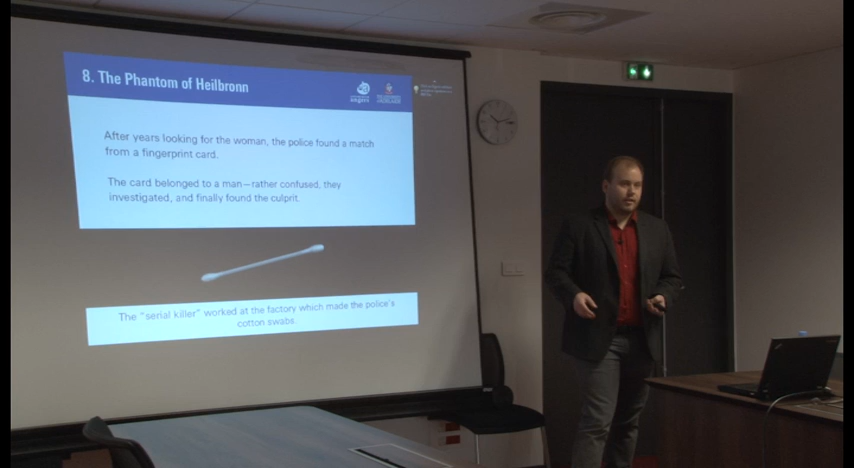 8. The Phantom of Heilbronn
After years looking for the woman, the police found a match
from a fingerprint card.
The card belonged to a man—rather confused, they
investigated, and finally found the culprit.
The "serial killer" worked at the factory which made the police's
cotton swabs.